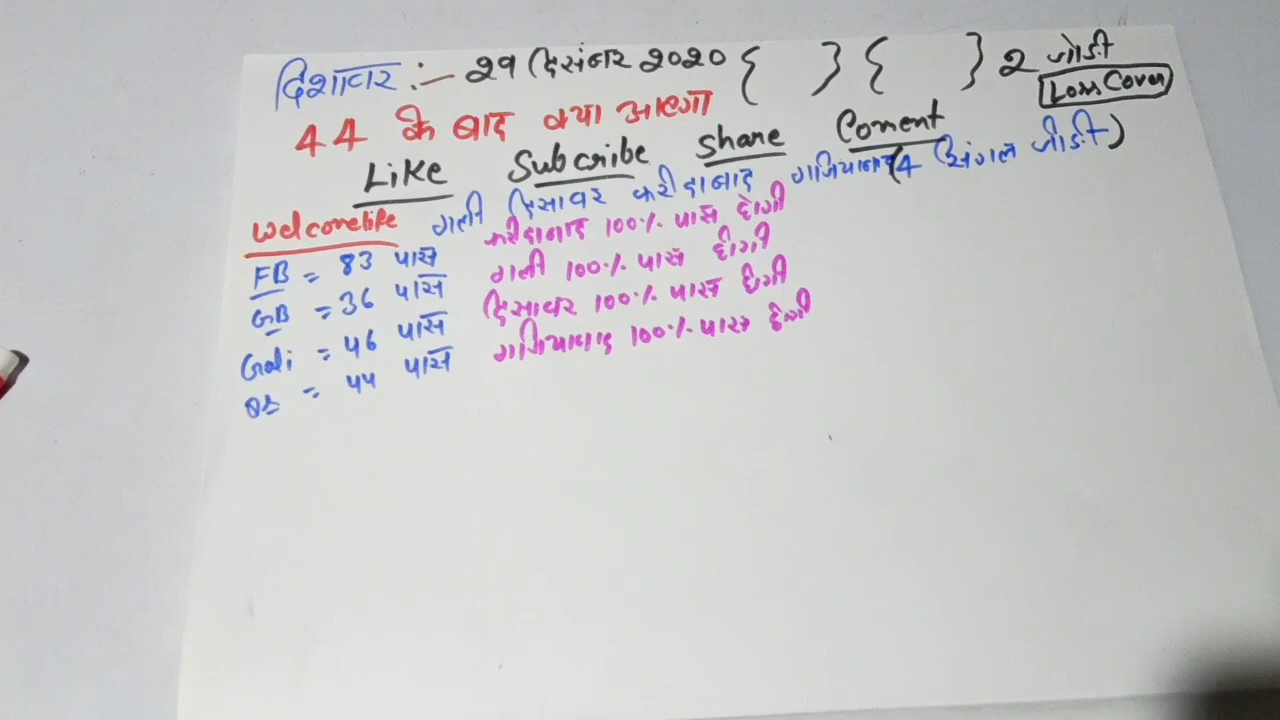 दिशावर :- 29 दिसंबर 2020 { } { } 2 जोडी
Loss Cover
44 के बाद क्या आएगा
Like Subcribe Share Coment
गली दिसावर फरीदाबाद गाजियाबाद (4 सिंगल जोडी)
Welcomelife
FB = 83 पास फरीदाबाद 100% पास होगी
GB = 36 पास गली 100% पास होगी
Gali = 46 पास दिसावर 100% पास होगी
DS = 44 पास गाजियाबाद 100% पास होगी